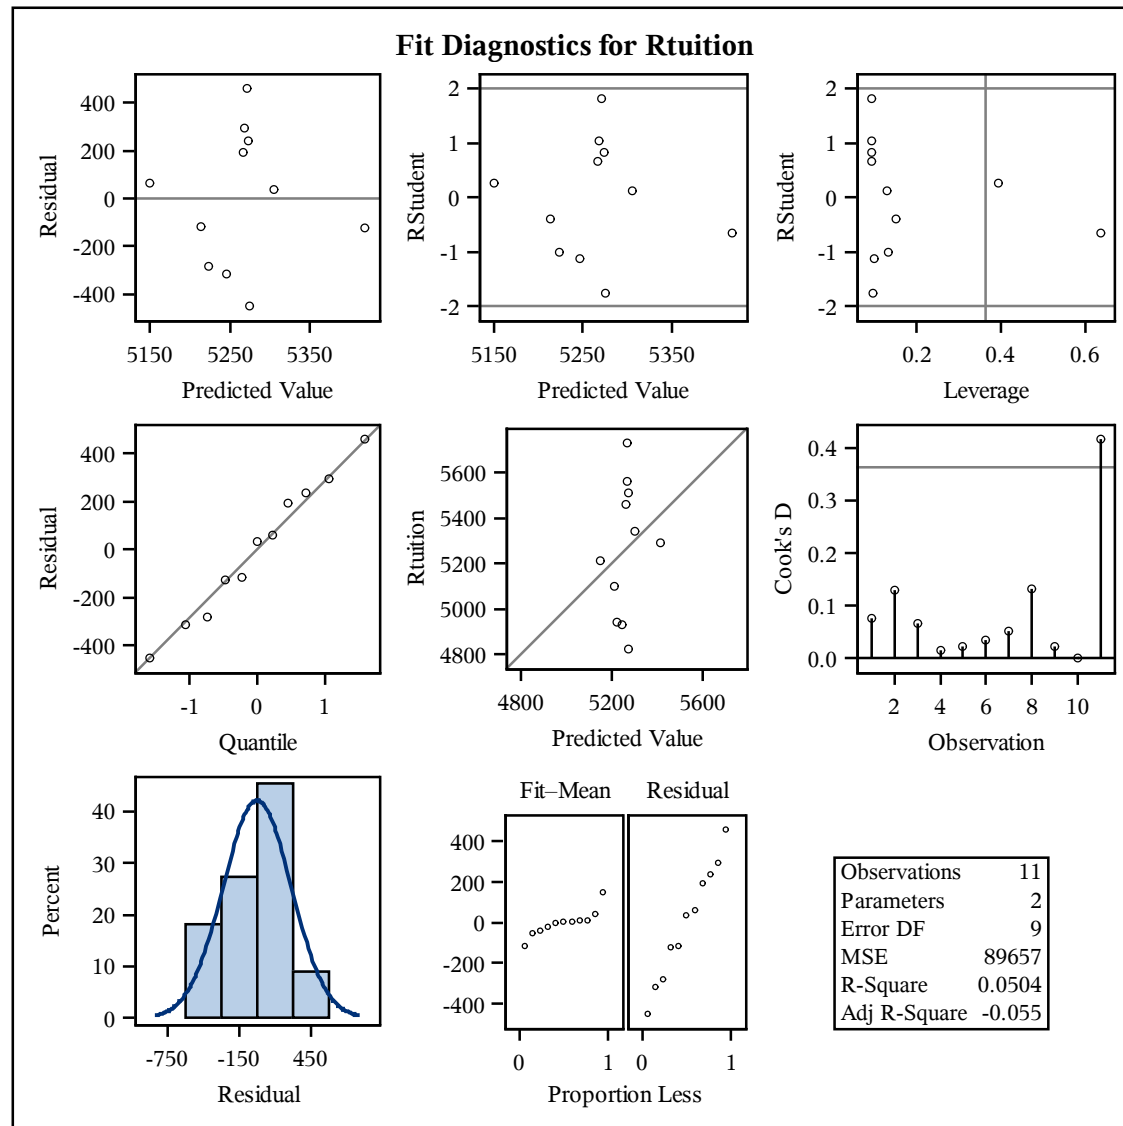 Fit Diagnostics for Rtuition
400
200
0
-200
-400
Residual
5150 5250 5350
Predicted Value
2
1
0
-1
-2
RStudent
5150 5250 5350
Predicted Value
2
1
0
-1
-2
RStudent
0.2 0.4 0.6
Leverage
400
200
0
-200
-400
Residual
-1 0 1
Quantile
5600
5400
5200
5000
4800
Rtuition
4800 5200 5600
Predicted Value
0.4
0.3
0.2
0.1
0.0
Cook's D
2 4 6 8 10
Observation
40
30
20
10
0
Percent
-750 -150 450
Residual
Fit–Mean Residual
400
200
0
-200
-400
0 1 0 1
Proportion Less
Observations 11
Parameters 2
Error DF 9
MSE 89657
R-Square 0.0504
Adj R-Square -0.055